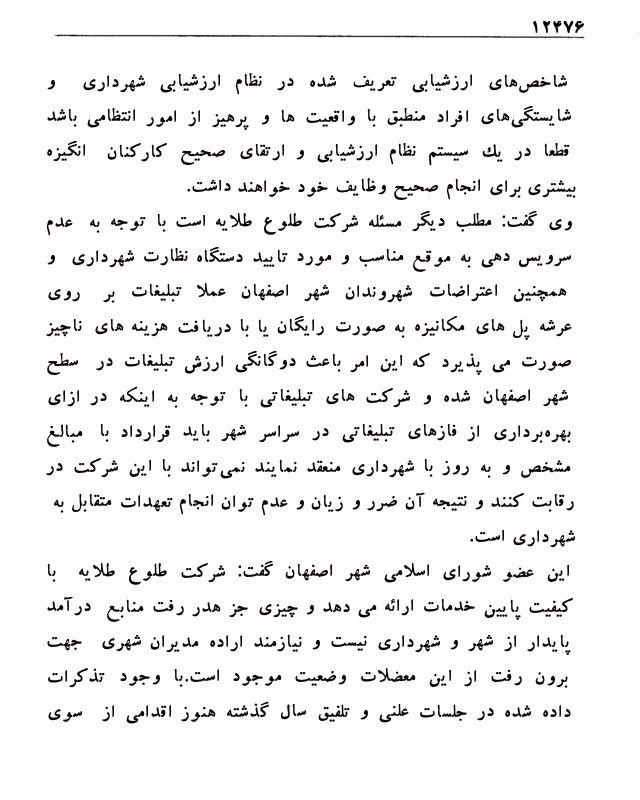 ۱۲۴۷۶
شاخص‌های ارزشیابی تعریف شده در نظام ارزشیابی شهرداری و
شایستگی‌های افراد منطبق با واقعیت ها و پرهیز از امور انتظامی باشد
قطعا در یك سیستم نظام ارزشیابی و ارتقای صحیح کارکنان انگیزه
بیشتری برای انجام صحیح وظایف خود خواهند داشت.
وی گفت: مطلب دیگر مسئله شرکت طلوع طلایه است با توجه به عدم
سرویس دهی به موقع مناسب و مورد تایید دستگاه نظارت شهرداری و
همچنین اعتراضات شهروندان شهر اصفهان عملا تبلیغات بر روی
عرشه پل های مکانیزه به صورت رایگان یا با دریافت هزینه های ناچیز
صورت می پذیرد که این امر باعث دوگانگی ارزش تبلیغات در سطح
شهر اصفهان شده و شرکت های تبلیغاتی با توجه به اینکه در ازای
بهره‌برداری از فازهای تبلیغاتی در سراسر شهر باید قرارداد با مبالغ
مشخص و به روز با شهرداری منعقد نمایند نمی‌تواند با این شرکت در
رقابت کنند و نتیجه آن ضرر و زیان و عدم توان انجام تعهدات متقابل به
شهرداری است.
این عضو شورای اسلامی شهر اصفهان گفت: شرکت طلوع طلایه با
کیفیت پایین خدمات ارائه می دهد و چیزی جز هدر رفت منابع درآمد
پایدار از شهر و شهرداری نیست و نیازمند اراده مدیران شهری جهت
برون رفت از این معضلات وضعیت موجود است.با وجود تذکرات
داده شده در جلسات علنی و تلفیق سال گذشته هنوز اقدامی از سوی